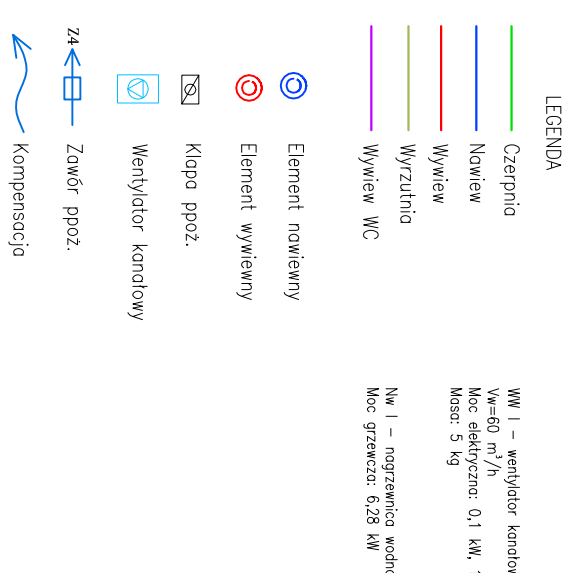 LEGENDA
Czerpnia
Nawiew
Wywiew
Wyrzutnia
Wywiew WC
Element nawiewny
Element wywiewny
Klapa ppoż.
Wentylator kanałowy
Z4
Zawór ppoż.
Kompensacja
WW I – wentylator
Vw=60 m³/h
Moc elektryczna: 0,1 kW,
Masa: 5 kg
Nw I – nagrzewnica
Moc grzewcza: 6,28 kW